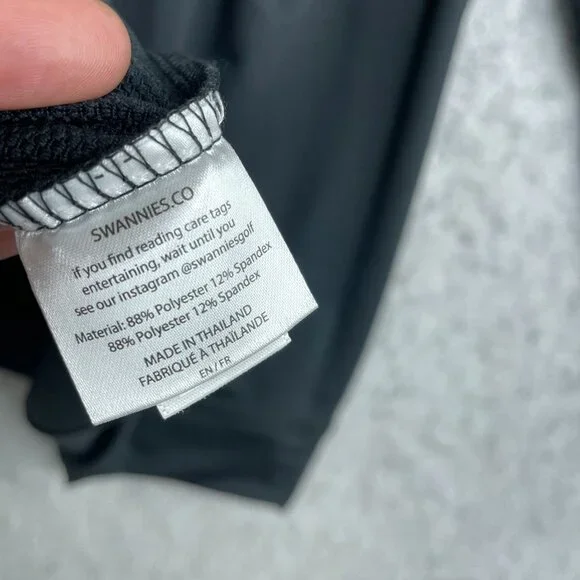 SWANNIES.CO
if you find reading care tags
entertaining, wait until you
see our instagram @swanniesgolf
Material: 88% Polyester 12% Spandex
88% Polyester 12% Spandex
MADE IN THAILAND
FABRIQUÉ À THAÏLANDE
EN / FR